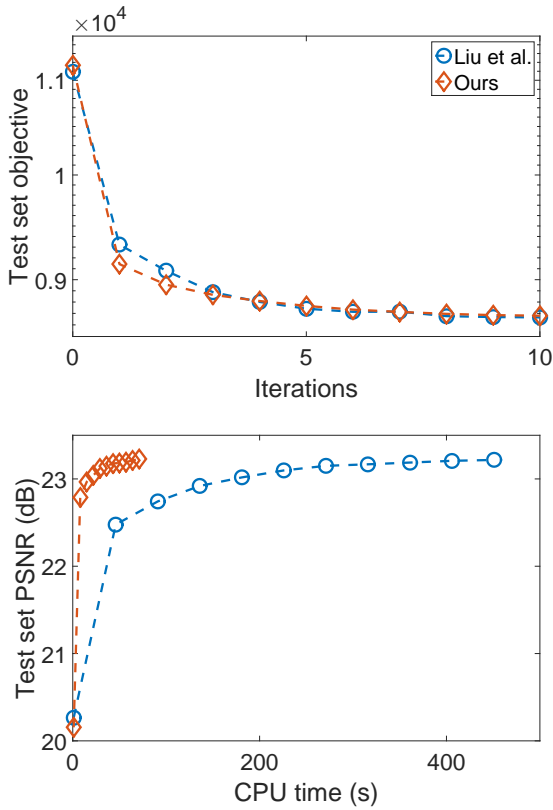 ×10⁴
1.1
1
0.9
Test set objective
Liu et al.
Ours
0
5
10
Iterations
23
22
21
20
Test set PSNR (dB)
0
200
400
CPU time (s)